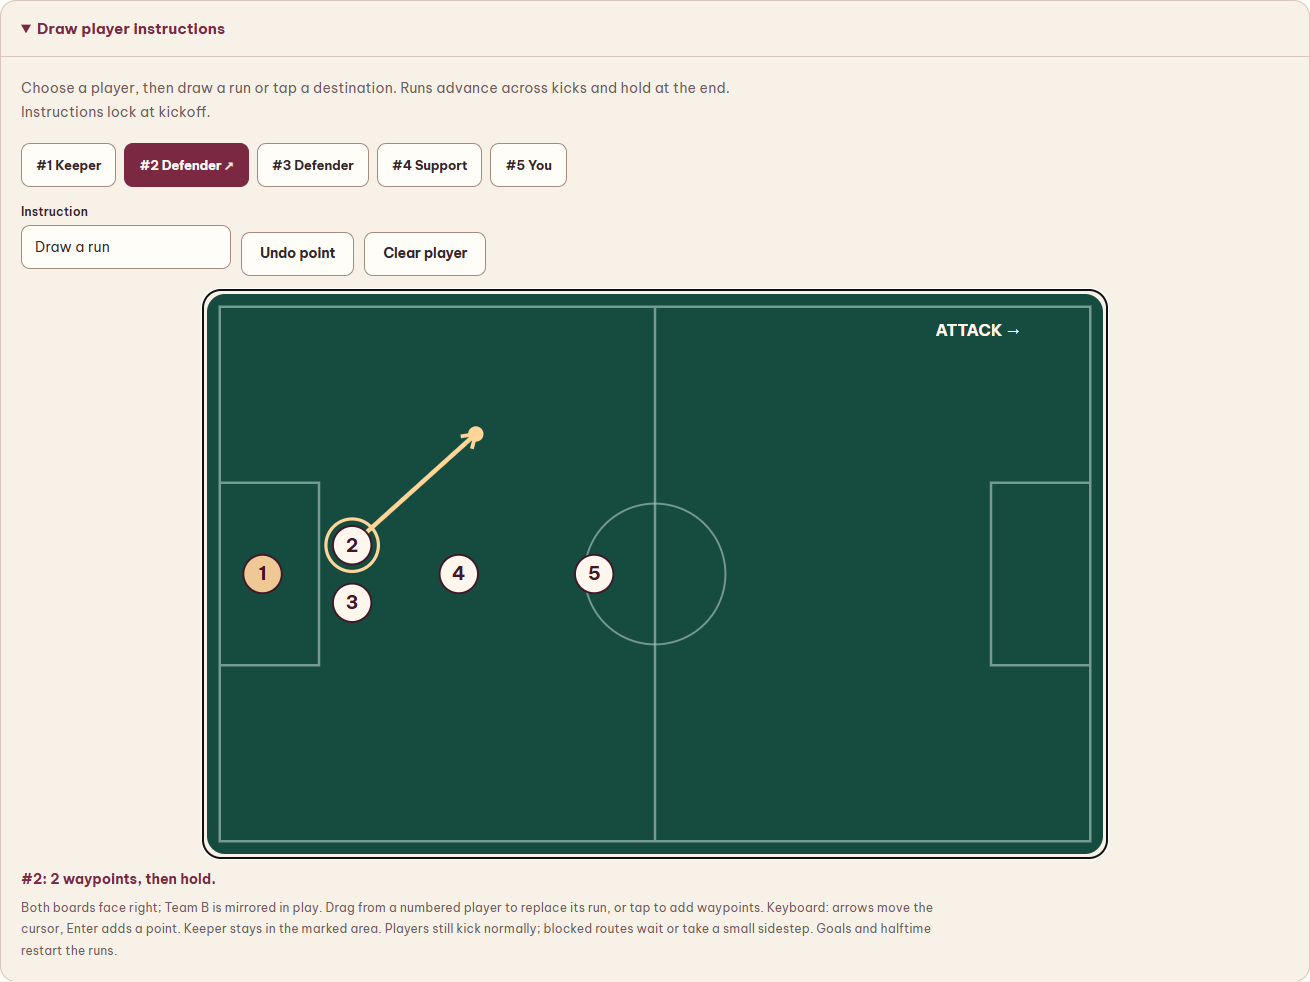 ▼ Draw player instructions
Choose a player, then draw a run or tap a destination. Runs advance across kicks and hold at the end.
Instructions lock at kickoff.
#1 Keeper
#2 Defender ↗
#3 Defender
#4 Support
#5 You
Instruction
Draw a run
Undo point
Clear player
ATTACK →
2
1
4
5
3
#2: 2 waypoints, then hold.
Both boards face right; Team B is mirrored in play. Drag from a numbered player to replace its run, or tap to add waypoints. Keyboard: arrows move the
cursor, Enter adds a point. Keeper stays in the marked area. Players still kick normally; blocked routes wait or take a small sidestep. Goals and halftime
restart the runs.